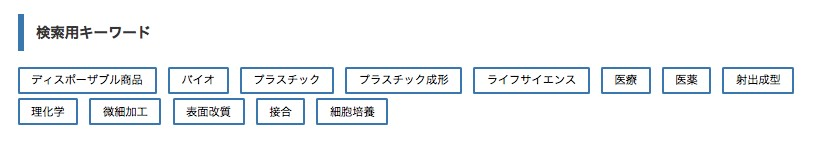 検索用キーワード
ディスポーザブル商品 バイオ プラスチック プラスチック成形 ライフサイエンス 医療 医薬 射出成型
理化学 微細加工 表面改質 接合 細胞培養